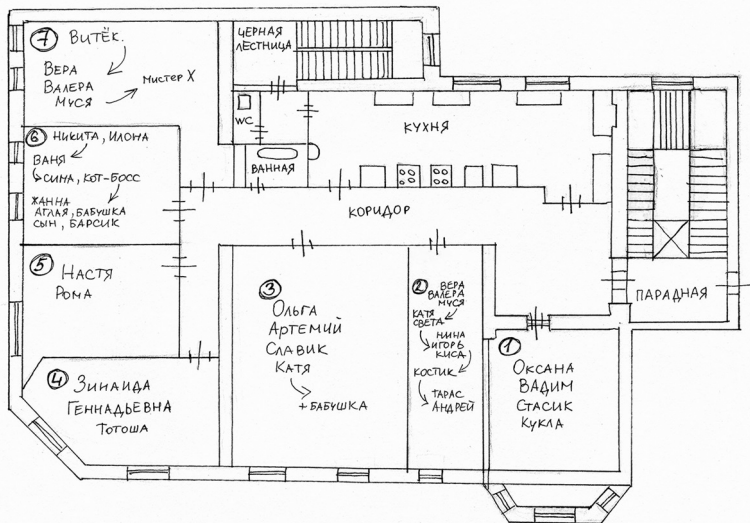 7 Витёк.
Вера
Валера
Муся
Мистер X
Черная
лестница
WC
Ванная
Кухня
6 Никита, Илона
Ваня
Сина, Кот-Босс
Жанна
Аглая, Бабушка
Сын, Барсик
Коридор
5 Настя
Рома
4 Зинаида
Геннадьевна
Тотоша
3
Ольга
Артемий
Славик
Катя
+ Бабушка
2 Вера
Валера
Муся
Катя
Света
Нина
Игорь
Киса
Костик
Тарас
Андрей
1
Оксана
Вадим
Стасик
Кукла
Парадная